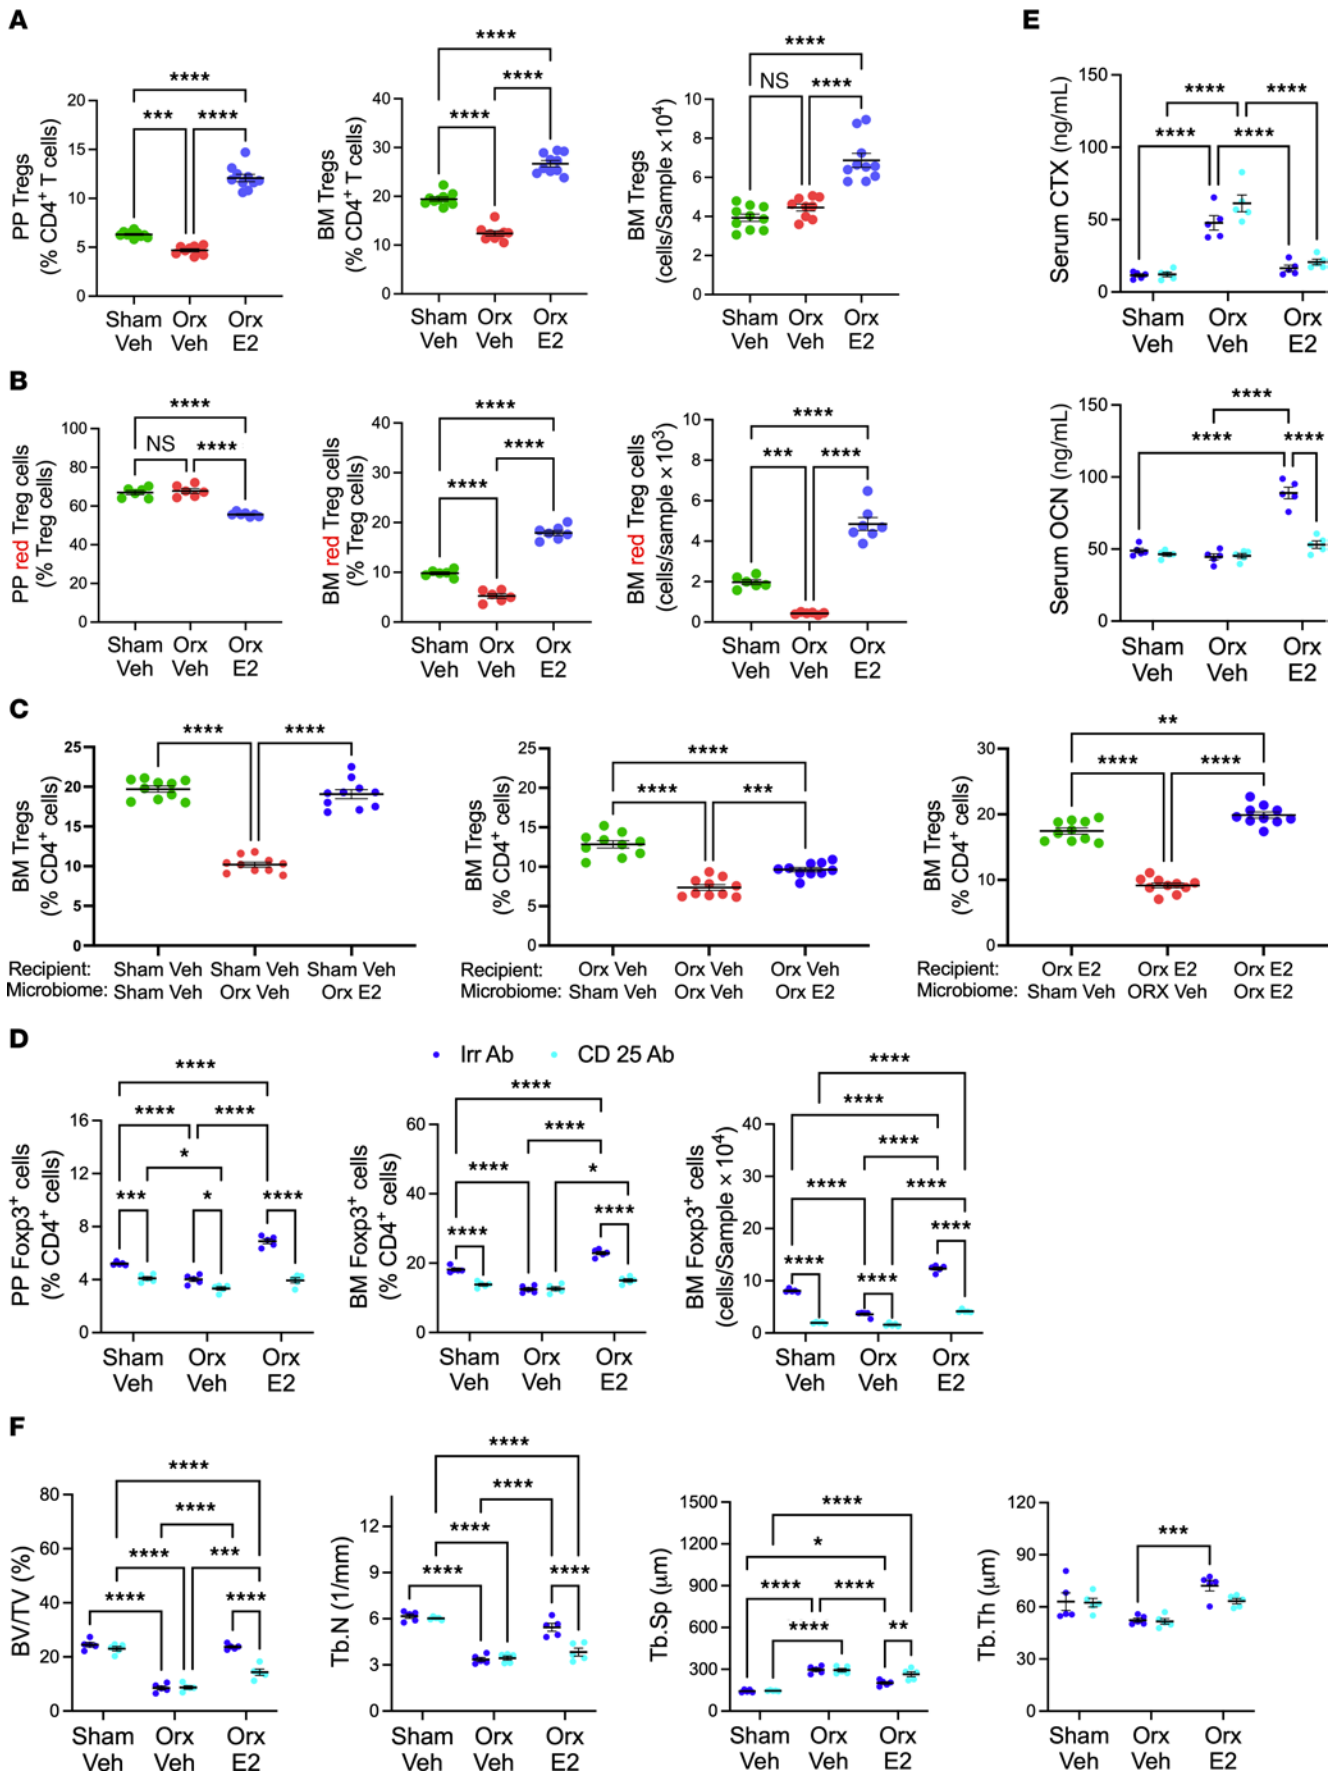 A
PP Tregs
(% CD4⁺ T cells)
20
15
10
5
0
****
***
****
Sham
Veh
Orx
Veh
Orx
E2
BM Tregs
(% CD4⁺ T cells)
40
30
20
10
0
****
****
****
Sham
Veh
Orx
Veh
Orx
E2
BM Tregs
(cells/Sample × 10⁴)
10
8
6
4
2
0
****
NS
****
Sham
Veh
Orx
Veh
Orx
E2
B
PP red Treg cells
(% Treg cells)
100
80
60
40
20
0
****
NS
****
Sham
Veh
Orx
Veh
Orx
E2
BM red Treg cells
(% Treg cells)
40
30
20
10
0
****
****
****
Sham
Veh
Orx
Veh
Orx
E2
BM red Treg cells
(cells/sample × 10³)
10
8
6
4
2
0
****
***
****
Sham
Veh
Orx
Veh
Orx
E2
C
BM Tregs
(% CD4⁺ cells)
25
20
15
10
5
0
****
****
Recipient: Sham Veh Sham Veh Sham Veh
Microbiome: Sham Veh Orx Veh Orx E2
BM Tregs
(% CD4⁺ cells)
20
15
10
5
0
****
****
***
Recipient: Orx Veh Orx Veh Orx Veh
Microbiome: Sham Veh Orx Veh Orx E2
BM Tregs
(% CD4⁺ cells)
30
20
10
0
**
****
****
Recipient: Orx E2 Orx E2 Orx E2
Microbiome: Sham Veh ORX Veh Orx E2
D
Irr Ab
CD 25 Ab
PP Foxp3⁺ cells
(% CD4⁺ cells)
16
12
8
4
0
****
****
****
*
***
*
****
Sham
Veh
Orx
Veh
Orx
E2
BM Foxp3⁺ cells
(% CD4⁺ cells)
60
40
20
0
****
****
****
*
****
****
Sham
Veh
Orx
Veh
Orx
E2
BM Foxp3⁺ cells
(cells/Sample × 10⁴)
40
30
20
10
0
****
****
****
****
****
****
****
****
Sham
Veh
Orx
Veh
Orx
E2
E
Serum CTX (ng/mL)
150
100
50
0
****
****
****
****
Sham
Veh
Orx
Veh
Orx
E2
Serum OCN (ng/mL)
150
100
50
0
****
****
****
Sham
Veh
Orx
Veh
Orx
E2
F
BV/TV (%)
80
60
40
20
0
****
****
****
***
****
****
Sham
Veh
Orx
Veh
Orx
E2
Tb.N (1/mm)
12
9
6
3
0
****
****
****
****
****
Sham
Veh
Orx
Veh
Orx
E2
Tb.Sp (μm)
1500
1200
900
600
300
0
****
*
****
****
****
**
Sham
Veh
Orx
Veh
Orx
E2
Tb.Th (μm)
120
90
60
30
0
***
Sham
Veh
Orx
Veh
Orx
E2